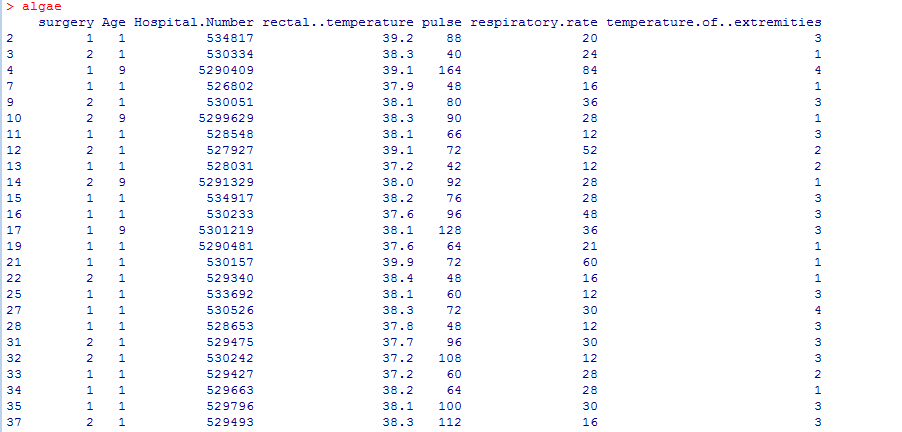 > algae
surgery Age Hospital.Number rectal..temperature pulse respiratory.rate temperature.of..extremities
2 1 1 534817 39.2 88 20 3
3 2 1 530334 38.3 40 24 1
4 1 9 5290409 39.1 164 84 4
7 1 1 526802 37.9 48 16 1
9 2 1 530051 38.1 80 36 3
10 2 9 5299629 38.3 90 28 1
11 1 1 528548 38.1 66 12 3
12 2 1 527927 39.1 72 52 2
13 1 1 528031 37.2 42 12 2
14 2 9 5291329 38.0 92 28 1
15 1 1 534917 38.2 76 28 3
16 1 1 530233 37.6 96 48 3
17 1 9 5301219 38.1 128 36 3
19 1 1 5290481 37.6 64 21 1
21 1 1 530157 39.9 72 60 1
22 2 1 529340 38.4 48 16 1
25 1 1 533692 38.1 60 12 3
27 1 1 530526 38.3 72 30 4
28 1 1 528653 37.8 48 12 3
31 2 1 529475 37.7 96 30 3
32 2 1 530242 37.2 108 12 3
33 1 1 529427 37.2 60 28 2
34 1 1 529663 38.2 64 28 1
35 1 1 529796 38.1 100 30 3
37 2 1 529493 38.3 112 16 3